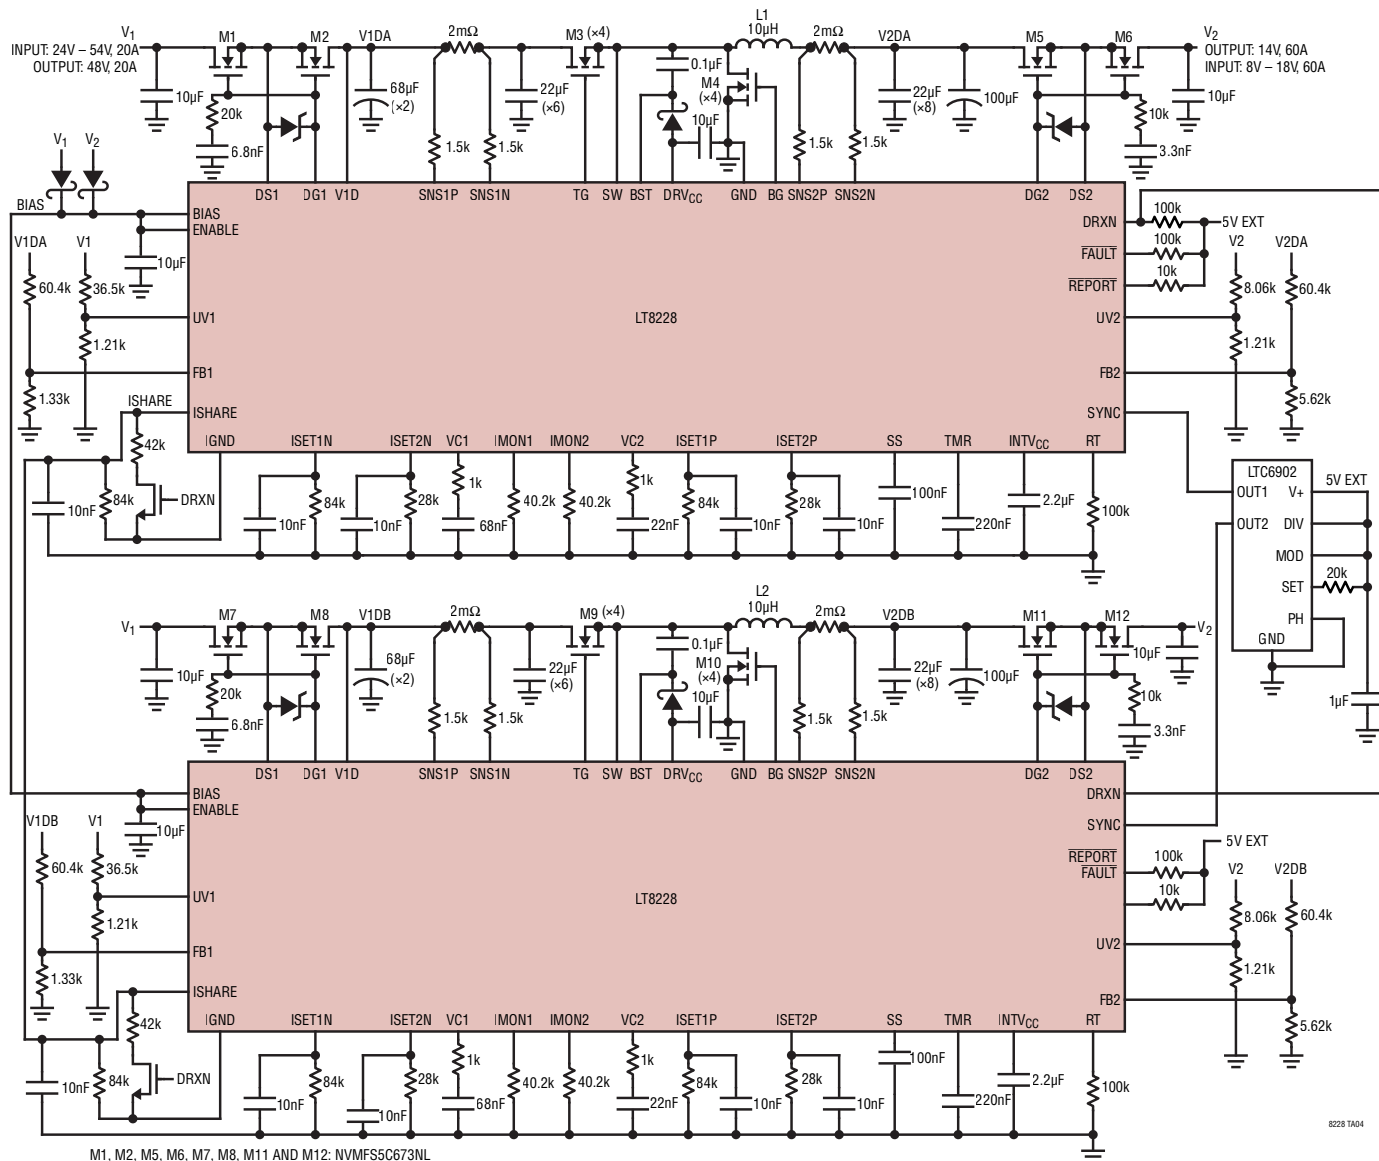 V1
INPUT: 24V – 54V, 20A
OUTPUT: 48V, 20A
M1
M2
V1DA
2mΩ
M3 (×4)
L1
10µH
2mΩ
V2DA
M5
M6
V2
OUTPUT: 14V, 60A
INPUT: 8V – 18V, 60A
10µF
20k
6.8nF
68µF
(×2)
1.5k
1.5k
22µF
(×6)
0.1µF
M4
(×4)
10µF
1.5k
1.5k
22µF
(×8)
100µF
10k
3.3nF
10µF
V1
V2
DS1
DG1
V1D
SNS1P
SNS1N
TG
SW
BST
DRVCC
GND
BG
SNS2P
SNS2N
DG2
DS2
BIAS
BIAS
ENABLE
10µF
V1DA
V1
60.4k
36.5k
UV1
1.21k
FB1
1.33k
ISHARE
ISHARE
42k
84k
10nF
DRXN
LT8228
DRXN
100k
5V EXT
FAULT
100k
REPORT
10k
V2
V2DA
8.06k
60.4k
UV2
1.21k
FB2
5.62k
SYNC
IGND
ISET1N
ISET2N
VC1
IMON1
IMON2
VC2
ISET1P
ISET2P
SS
TMR
INTVCC
RT
10nF
84k
10nF
28k
1k
68nF
40.2k
40.2k
1k
22nF
84k
10nF
28k
10nF
100nF
220nF
2.2µF
100k
LTC6902
5V EXT
OUT1
V+
OUT2
DIV
MOD
SET
20k
PH
GND
1µF
V1
M7
M8
V1DB
2mΩ
M9 (×4)
L2
10µH
2mΩ
V2DB
M11
M12
V2
10µF
20k
6.8nF
68µF
(×2)
1.5k
1.5k
22µF
(×6)
0.1µF
M10
(×4)
10µF
1.5k
1.5k
22µF
(×8)
100µF
10µF
10k
3.3nF
DS1
DG1
V1D
SNS1P
SNS1N
TG
SW
BST
DRVCC
GND
BG
SNS2P
SNS2N
DG2
DS2
BIAS
ENABLE
10µF
V1DB
V1
60.4k
36.5k
UV1
1.21k
FB1
1.33k
ISHARE
42k
84k
10nF
DRXN
LT8228
DRXN
SYNC
REPORT
FAULT
100k
10k
5V EXT
V2
V2DB
8.06k
60.4k
UV2
1.21k
FB2
5.62k
IGND
ISET1N
ISET2N
VC1
IMON1
IMON2
VC2
ISET1P
ISET2P
SS
TMR
INTVCC
RT
10nF
84k
10nF
28k
1k
68nF
40.2k
40.2k
1k
22nF
84k
10nF
28k
10nF
100nF
220nF
2.2µF
100k
8228 TA04
M1, M2, M5, M6, M7, M8, M11 AND M12: NVMFS5C673NL